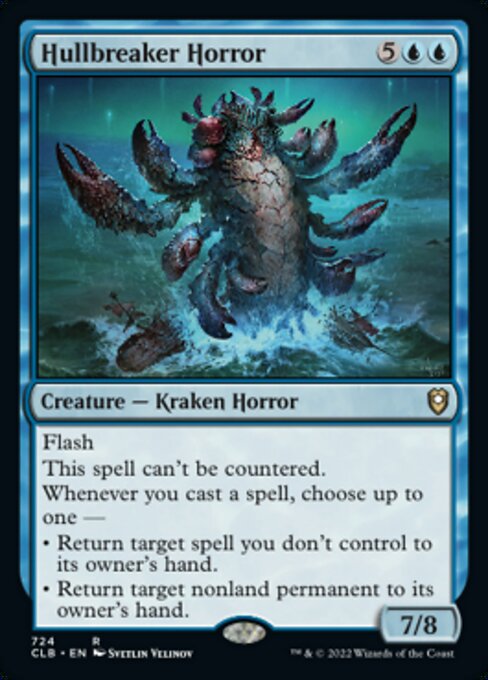 Hullbreaker Horror 5
Creature — Kraken Horror
Flash
This spell can't be countered.
Whenever you cast a spell, choose up to
one —
• Return target spell you don't control to
its owner's hand.
• Return target nonland permanent to its
owner's hand.
7/8
724 R
CLB • EN Svetlin Velinov
™ & © 2022 Wizards of the Coast